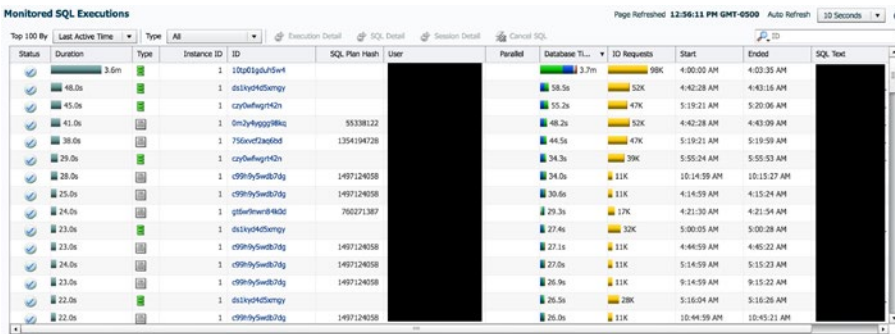 Monitored SQL Executions Page Refreshed 12:56:11 PM GMT-0500 Auto Refresh 10 Seconds
Top 100 By Last Active Time Type All Execution Detail SQL Detail Session Detail Cancel SQL ID
Status Duration Type Instance ID ID SQL Plan Hash User Parallel Database Ti... IO Requests Start Ended SQL Text
3.6m 1 10tp01gduh5w4 3.7m 98K 4:00:00 AM 4:03:35 AM
48.0s 1 ds1kyd4d5xmgy 58.5s 52K 4:42:28 AM 4:43:16 AM
45.0s 1 czy0wfwgrt42n 55.2s 47K 5:19:21 AM 5:20:06 AM
41.0s 1 0m2y4yggg98kq 55338122 48.2s 52K 4:42:28 AM 4:43:09 AM
38.0s 1 756xvcf2aq6bd 1354194728 44.5s 47K 5:19:21 AM 5:19:59 AM
29.0s 1 czy0wfwgrt42n 34.3s 39K 5:55:24 AM 5:55:53 AM
28.0s 1 c99h9y5wdb7dg 1497124058 34.0s 11K 10:14:59 AM 10:15:27 AM
25.0s 1 c99h9y5wdb7dg 1497124058 30.6s 11K 4:14:59 AM 4:15:24 AM
24.0s 1 gt6w9nwn84k0d 760271387 29.3s 17K 4:21:30 AM 4:21:54 AM
23.0s 1 ds1kyd4d5xmgy 27.4s 32K 5:00:05 AM 5:00:28 AM
23.0s 1 c99h9y5wdb7dg 1497124058 27.1s 11K 4:44:59 AM 4:45:22 AM
24.0s 1 c99h9y5wdb7dg 1497124058 27.0s 11K 5:14:59 AM 5:15:23 AM
23.0s 1 c99h9y5wdb7dg 1497124058 26.9s 11K 9:14:59 AM 9:15:22 AM
22.0s 1 ds1kyd4d5xmgy 26.5s 28K 5:16:04 AM 5:16:26 AM
22.0s 1 c99h9y5wdb7dg 1497124058 26.0s 11K 10:44:59 AM 10:45:21 AM